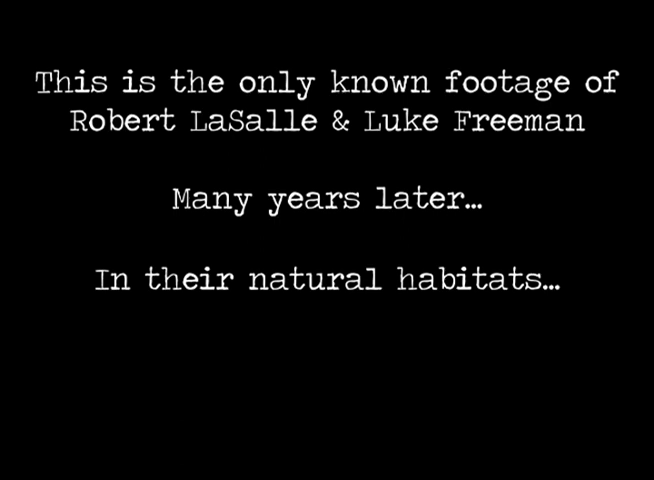 This is the only known footage of
Robert LaSalle & Luke Freeman
Many years later…
In their natural habitats…